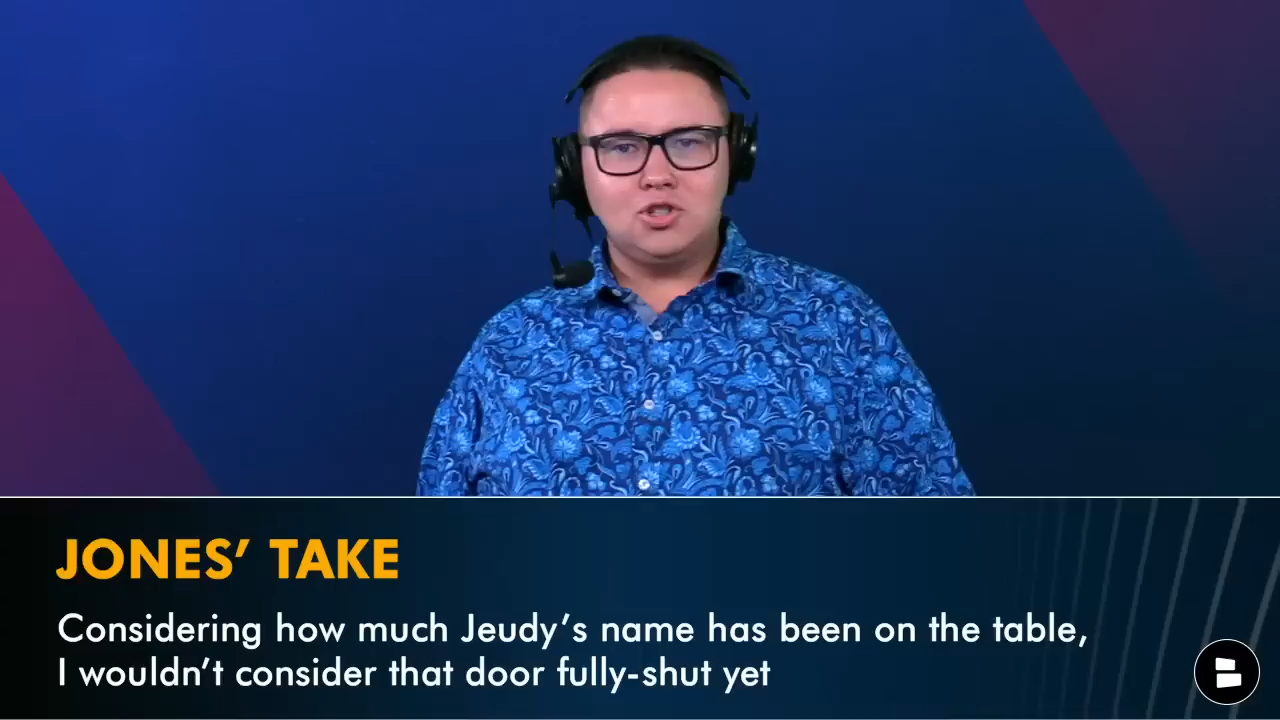 JONES’ TAKE
Considering how much Jeudy’s name has been on the table,
I wouldn’t consider that door fully-shut yet